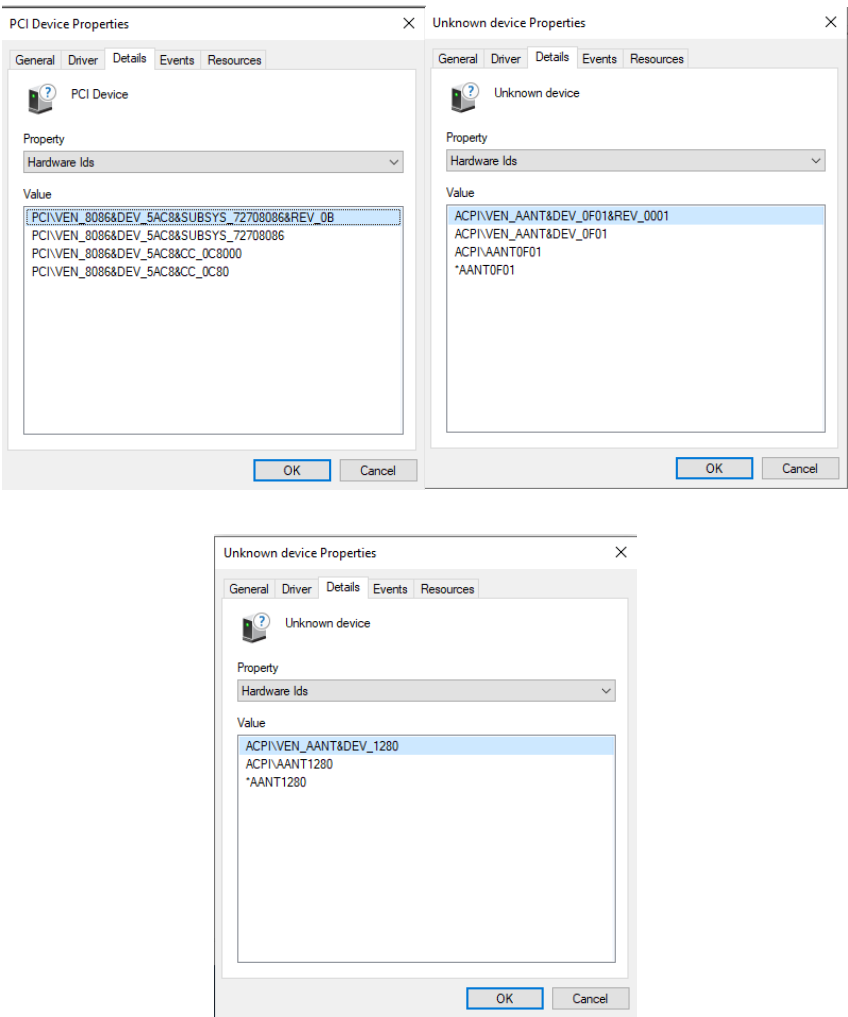 PCI Device Properties
General Driver Details Events Resources
PCI Device
Property
Hardware Ids
Value
PCI\VEN_8086&DEV_5AC8&SUBSYS_72708086&REV_0B
PCI\VEN_8086&DEV_5AC8&SUBSYS_72708086
PCI\VEN_8086&DEV_5AC8&CC_0C8000
PCI\VEN_8086&DEV_5AC8&CC_0C80
OK Cancel
Unknown device Properties
General Driver Details Events Resources
Unknown device
Property
Hardware Ids
Value
ACPI\VEN_AANT&DEV_0F01&REV_0001
ACPI\VEN_AANT&DEV_0F01
ACPI\AANT0F01
*AANT0F01
OK Cancel
Unknown device Properties
General Driver Details Events Resources
Unknown device
Property
Hardware Ids
Value
ACPI\VEN_AANT&DEV_1280
ACPI\AANT1280
*AANT1280
OK Cancel